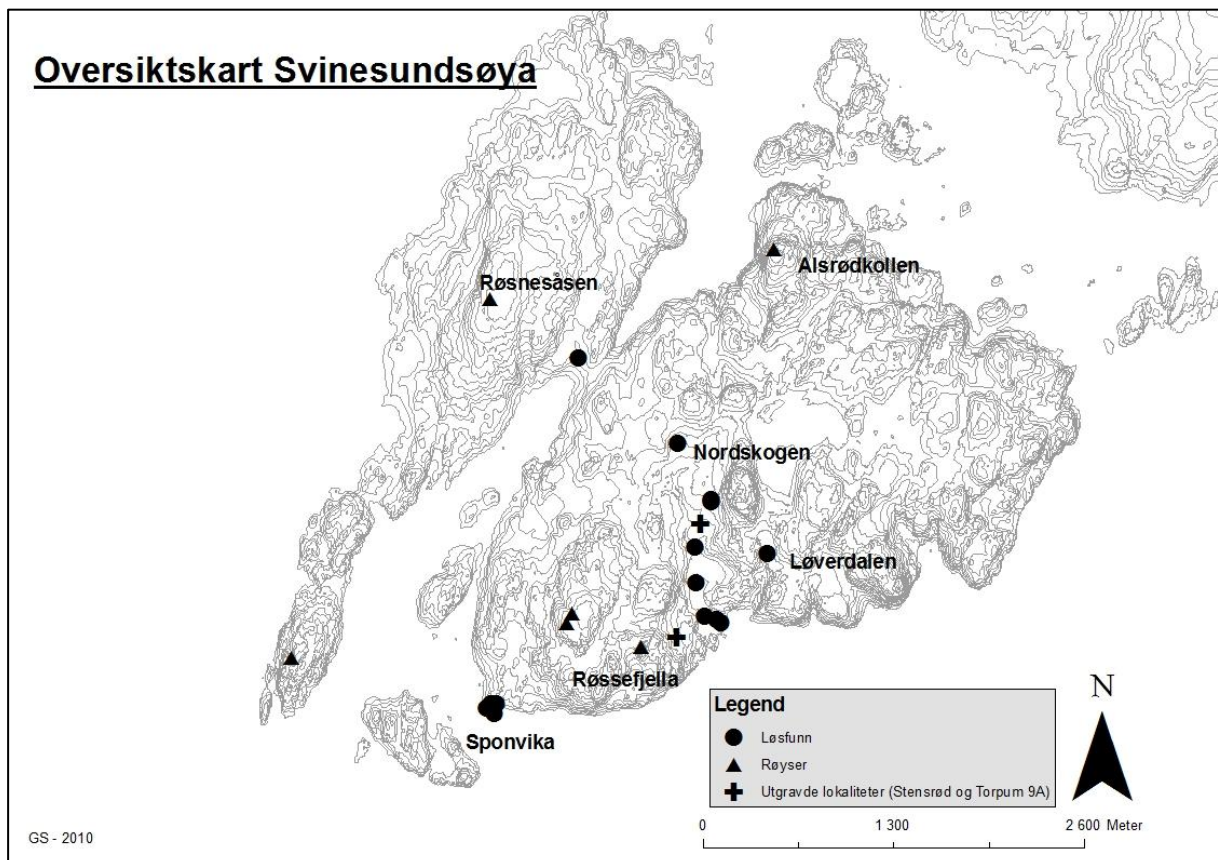 Oversiktskart Svinesundsøya
Alsrødkollen
Røsnesåsen
Nordskogen
Løverdalen
Røssefjella
Sponvika
N
Legend
Løsfunn
Røyser
Utgravde lokaliteter (Stensrød og Torpum 9A)
0 1 300 2 600 Meter
GS - 2010